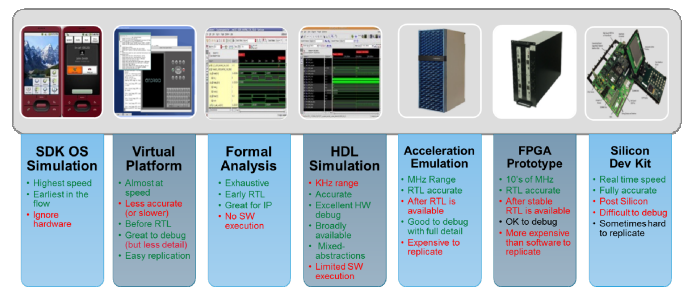 SDK OS
Simulation
• Highest speed
• Earliest in the
flow
• Ignore
hardware
Virtual
Platform
• Almost at
speed
• Less accurate
(or slower)
• Before RTL
• Great to debug
(but less detail)
• Easy replication
Formal
Analysis
• Exhaustive
• Early RTL
• Great for IP
• No SW
execution
HDL
Simulation
• KHz range
• Accurate
• Excellent HW
debug
• Broadly
available
• Mixed-
abstractions
• Limited SW
execution
Acceleration
Emulation
• MHz Range
• RTL accurate
• After RTL is
available
• Good to debug
with full detail
• Expensive to
replicate
FPGA
Prototype
• 10's of MHz
• RTL accurate
• After stable
RTL is available
• OK to debug
• More expensive
than software to
replicate
Silicon
Dev Kit
• Real time speed
• Fully accurate
• Post Silicon
• Difficult to debug
• Sometimes hard
to replicate